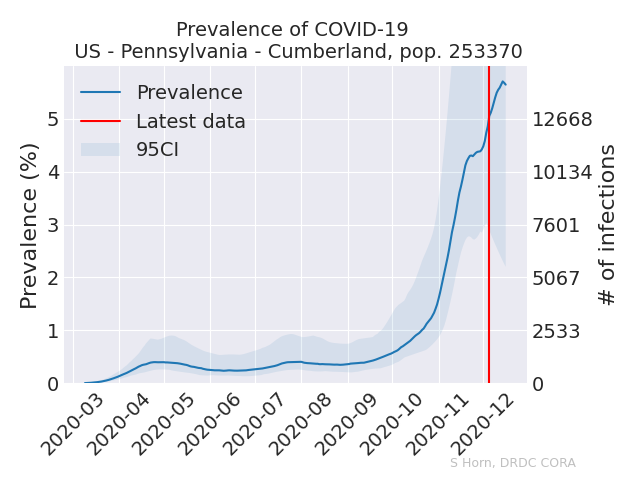 Prevalence of COVID-19
US - Pennsylvania - Cumberland, pop. 253370
Prevalence
Latest data
95CI
Prevalence (%)
5
4
3
2
1
0
12668
10134
7601
5067
2533
0
# of infections
2020-03
2020-04
2020-05
2020-06
2020-07
2020-08
2020-09
2020-10
2020-11
2020-12
S Horn, DRDC CORA